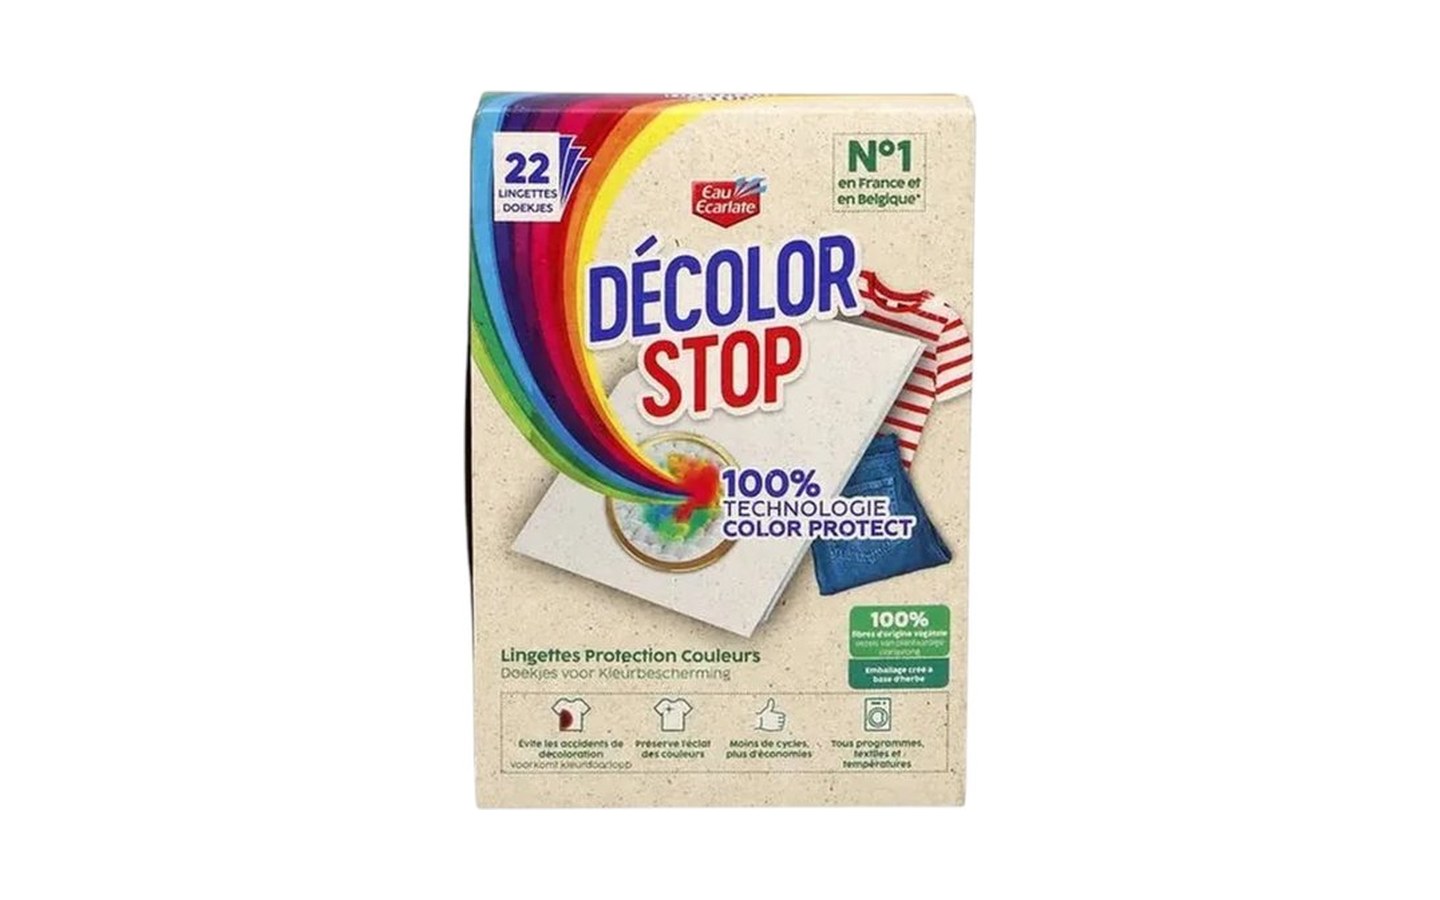 22
LINGETTES
DOEKJES
Eau
Ecarlate
N°1
en France et
en Belgique*
DÉCOLOR
STOP
100%
TECHNOLOGIE
COLOR PROTECT
100%
fibres d'origine végétale
Emballage créé à
base d'herbe
Lingettes Protection Couleurs
Doekjes voor Kleurbescherming
Évite les accidents de
décoloration
voorkomt kleurdoorloop
Préserve l'éclat
des couleurs
Moins de cycles,
plus d'économies
Tous programmes,
textiles et
températures